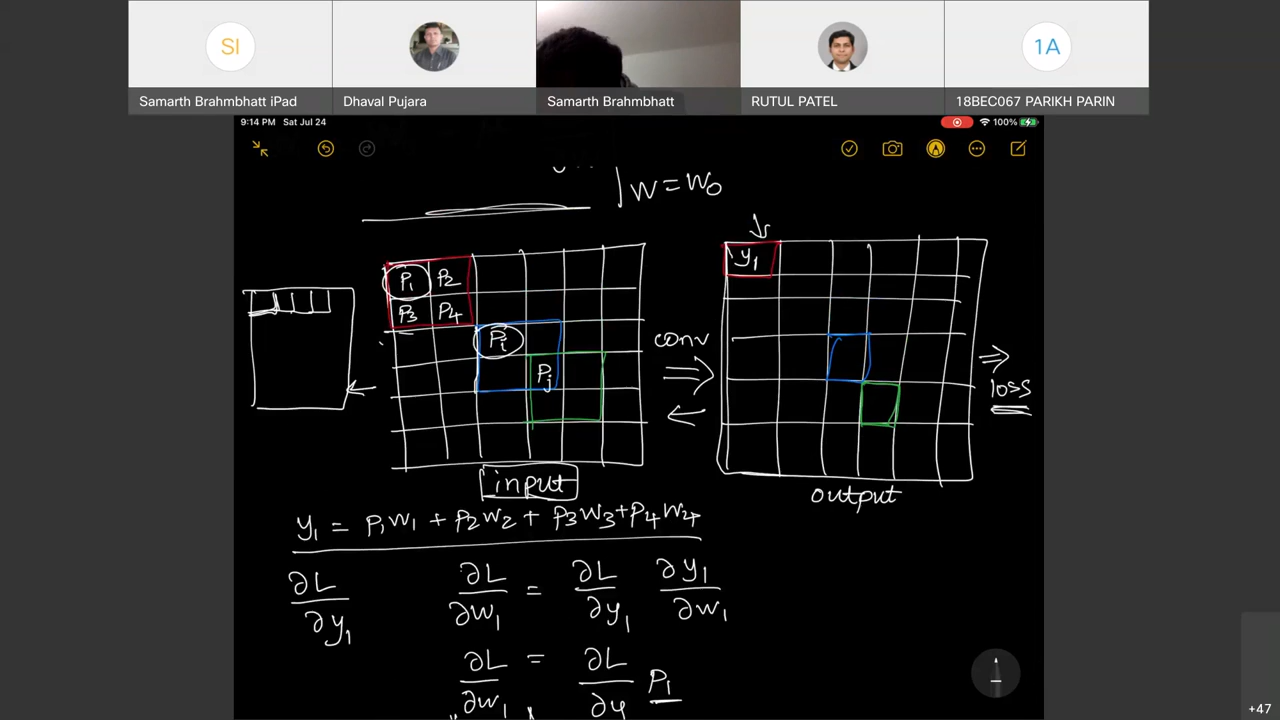 SI
1A
Samarth Brahmbhatt iPad
Dhaval Pujara
Samarth Brahmbhatt
RUTUL PATEL
18BEC067 PARIKH PARIN
9:14 PM Sat Jul 24
100%
W = W0
P1 P2
P3 P4
Pi
Pj
y1
conv
loss
input
output
y1 = P1W1 + P2W2 + P3W3 + P4W4
∂L/∂y1
∂L/∂w1 = ∂L/∂y1 ∂y1/∂w1
∂L/∂w1 = ∂L/∂y P1
+47